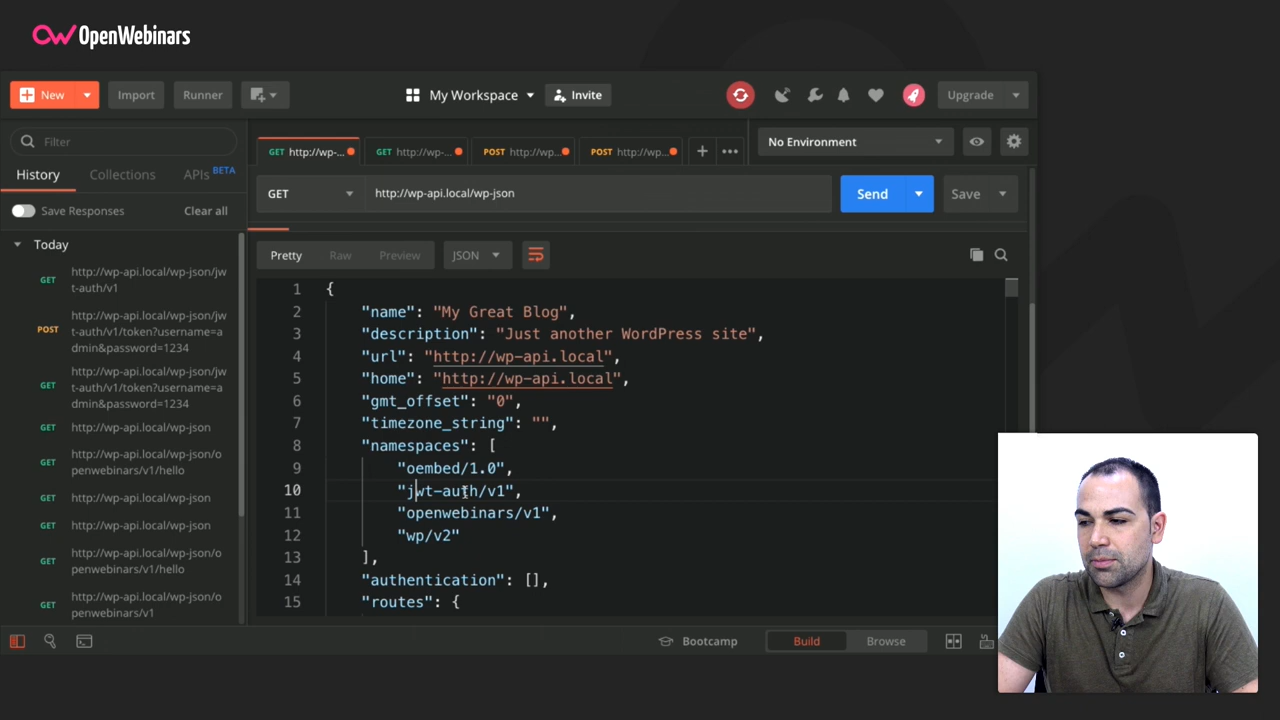 OpenWebinars
New
Import
Runner
My Workspace
Invite
Upgrade
Filter
History
Collections
APIs BETA
Save Responses
Clear all
Today
GET http://wp-api.local/wp-json/jw
t-auth/v1
POST http://wp-api.local/wp-json/jw
t-auth/v1/token?username=a
dmin&password=1234
GET http://wp-api.local/wp-json/jw
t-auth/v1/token?username=a
dmin&password=1234
GET http://wp-api.local/wp-json
GET http://wp-api.local/wp-json/o
penwebinars/v1/hello
GET http://wp-api.local/wp-json
GET http://wp-api.local/wp-json
GET http://wp-api.local/wp-json/o
penwebinars/v1/hello
GET http://wp-api.local/wp-json/o
penwebinars/v1
GET http://wp-...
GET http://wp-...
POST http://wp...
POST http://wp...
No Environment
GET
http://wp-api.local/wp-json
Send
Save
Pretty
Raw
Preview
JSON
1 {
2 "name": "My Great Blog",
3 "description": "Just another WordPress site",
4 "url": "http://wp-api.local",
5 "home": "http://wp-api.local",
6 "gmt_offset": "0",
7 "timezone_string": "",
8 "namespaces": [
9 "oembed/1.0",
10 "jwt-auth/v1",
11 "openwebinars/v1",
12 "wp/v2"
13 ],
14 "authentication": [],
15 "routes": {
Bootcamp
Build
Browse